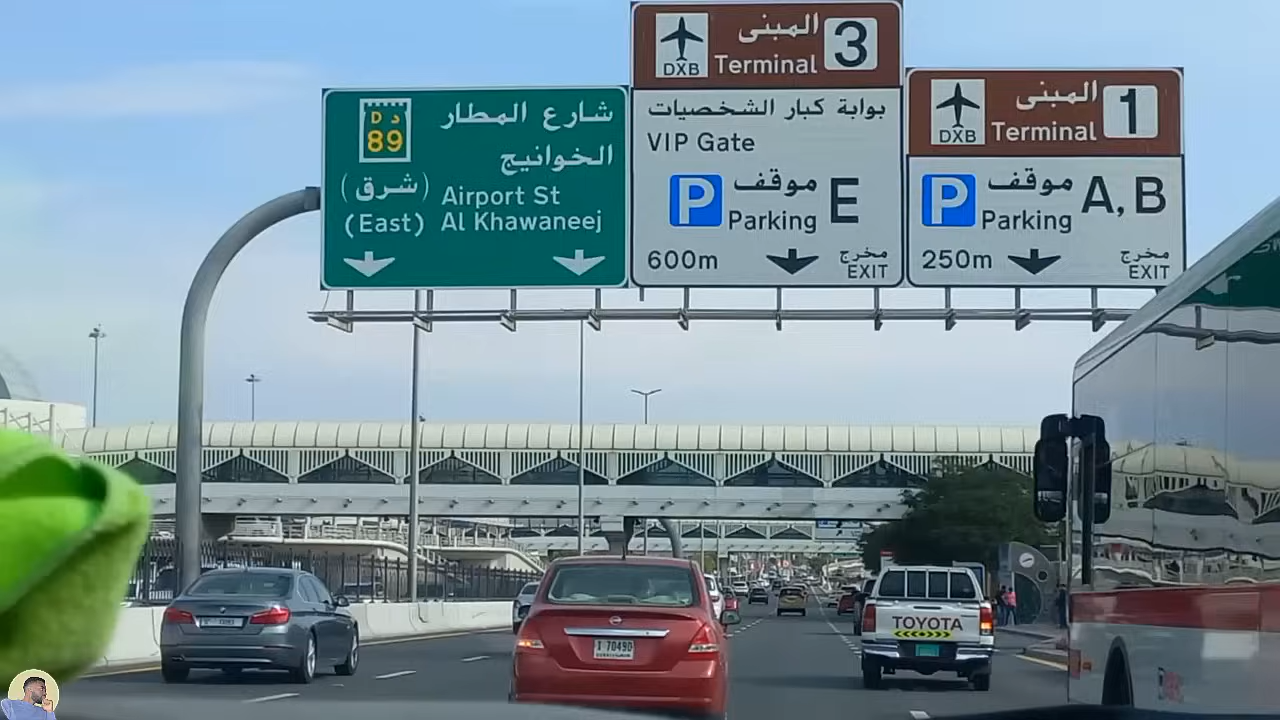 د D
89
(شرق)
(East)
شارع المطار
الخوانيج
Airport St
Al Khawaneej
DXB
المبنى
Terminal
3
بوابة كبار الشخصيات
VIP Gate
P
موقف
Parking
E
600m
مخرج
EXIT
DXB
المبنى
Terminal
1
P
موقف
Parking
A, B
250m
مخرج
EXIT
I 70490
TOYOTA